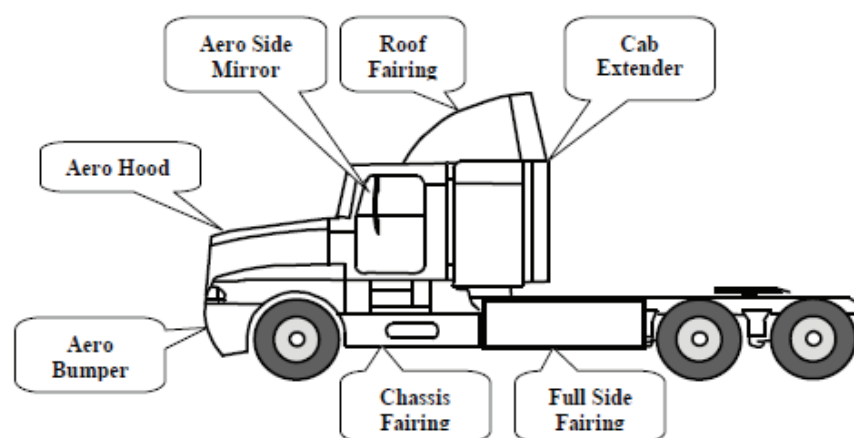 Aero Side
Mirror
Roof
Fairing
Cab
Extender
Aero Hood
Aero
Bumper
Chassis
Fairing
Full Side
Fairing